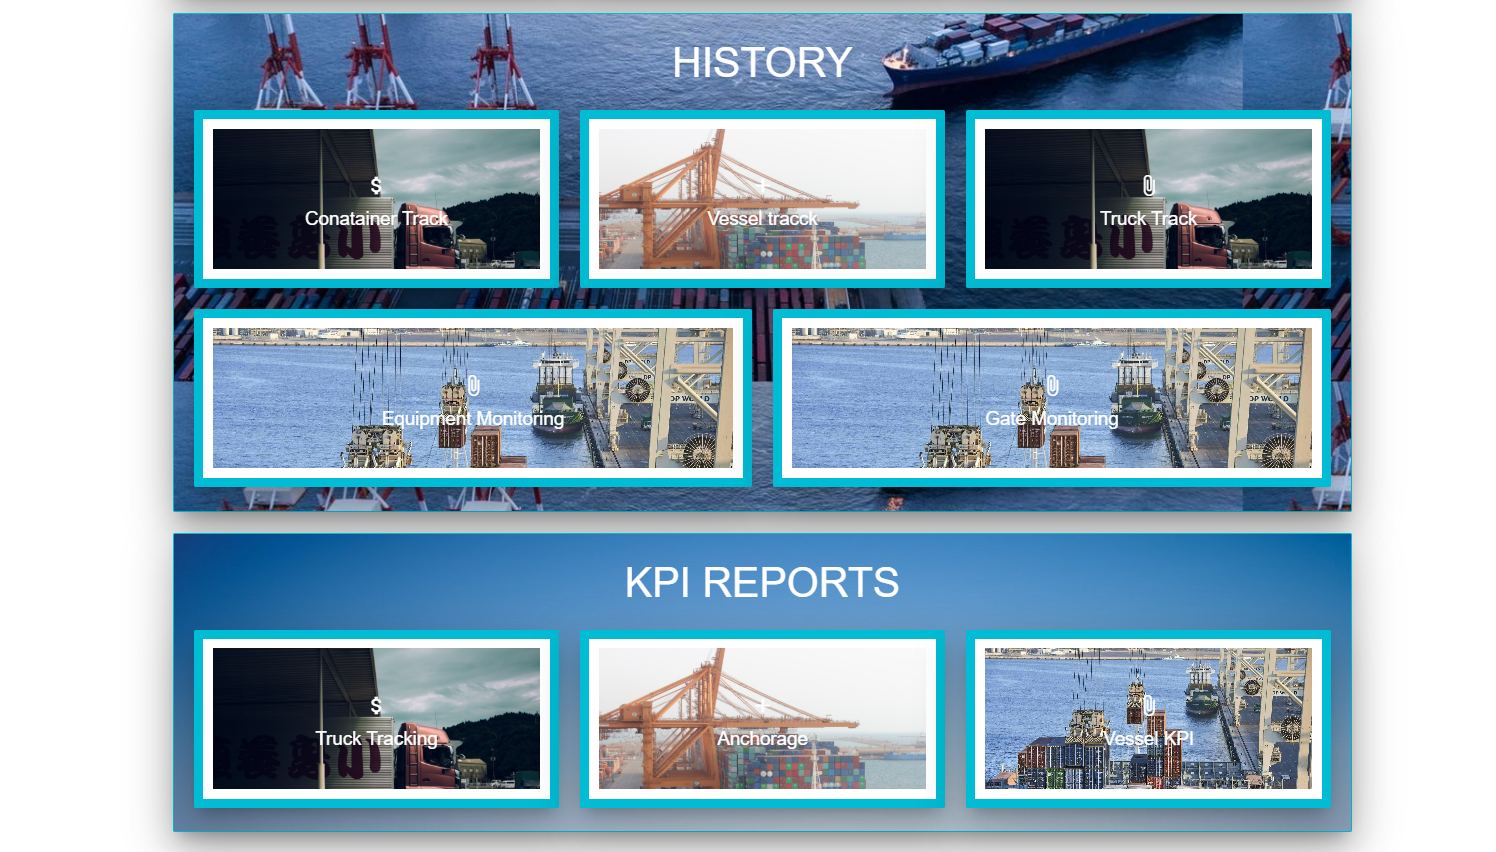 HISTORY
$
Conatainer Track
Vessel tracck
Truck Track
Equipment Monitoring
Gate Monitoring
KPI REPORTS
$
Truck Tracking
Anchorage
Vessel KPI